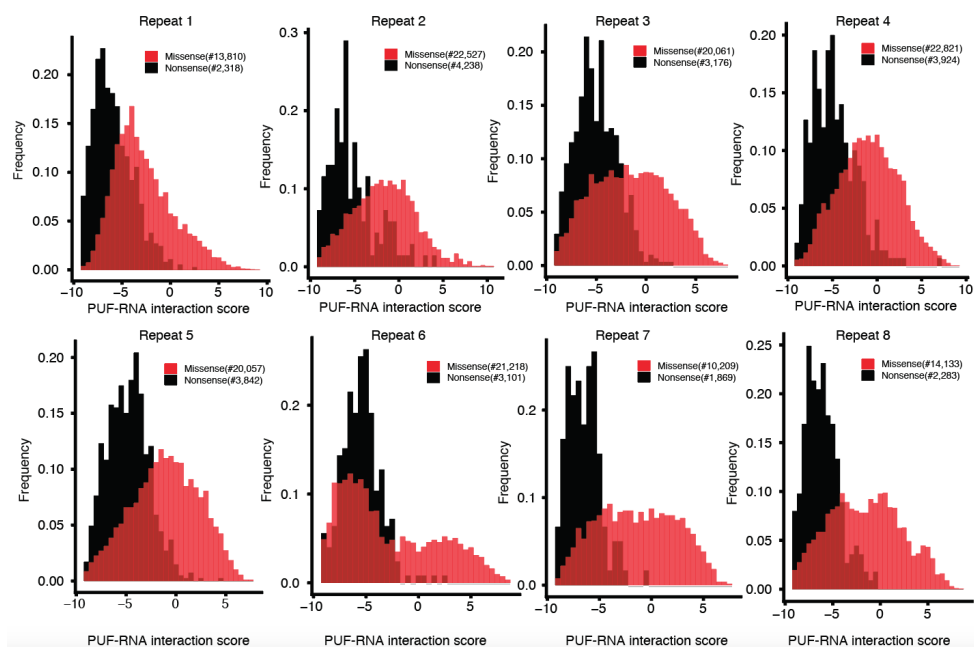 Repeat 1
Missense(#13,810)
Nonsense(#2,318)
Frequency
0.20
0.15
0.10
0.05
0.00
−10 −5 0 5 10
PUF-RNA interaction score
Repeat 2
Missense(#22,527)
Nonsense(#4,238)
Frequency
0.3
0.2
0.1
0.0
−10 −5 0 5 10
PUF-RNA interaction score
Repeat 3
Missense(#20,061)
Nonsense(#3,176)
Frequency
0.20
0.15
0.10
0.05
0.00
−10 −5 0 5
PUF-RNA interaction score
Repeat 4
Missense(#22,821)
Nonsense(#3,924)
Frequency
0.20
0.15
0.10
0.05
0.00
−10 −5 0 5 10
PUF-RNA interaction score
Repeat 5
Missense(#20,057)
Nonsense(#3,842)
Frequency
0.20
0.15
0.10
0.05
0.00
−10 −5 0 5
PUF-RNA interaction score
Repeat 6
Missense(#21,218)
Nonsense(#3,101)
Frequency
0.2
0.1
0.0
−10 −5 0 5
PUF-RNA interaction score
Repeat 7
Missense(#10,209)
Nonsense(#1,869)
Frequency
0.2
0.1
0.0
−10 −5 0 5
PUF-RNA interaction score
Repeat 8
Missense(#14,133)
Nonsense(#2,283)
Frequency
0.25
0.20
0.15
0.10
0.05
0.00
−10 −5 0 5
PUF-RNA interaction score